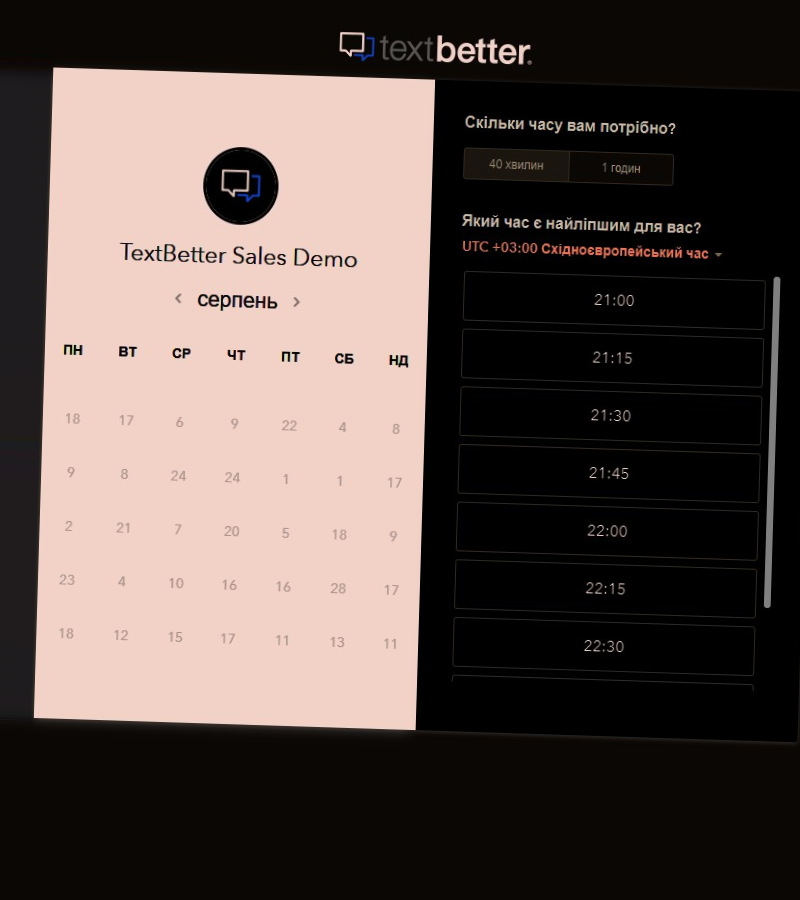 textbetter.
TextBetter Sales Demo
серпень
ПН ВТ СР ЧТ ПТ СБ НД
18 17 6 9 22 4 8
9 8 24 24 1 1 17
2 21 7 20 5 18 9
23 4 10 16 16 28 17
18 12 15 17 11 13 11
Скільки часу вам потрібно?
40 хвилин 1 годин
Який час є найліпшим для вас?
UTC +03:00 Східноєвропейський час
21:00
21:15
21:30
21:45
22:00
22:15
22:30